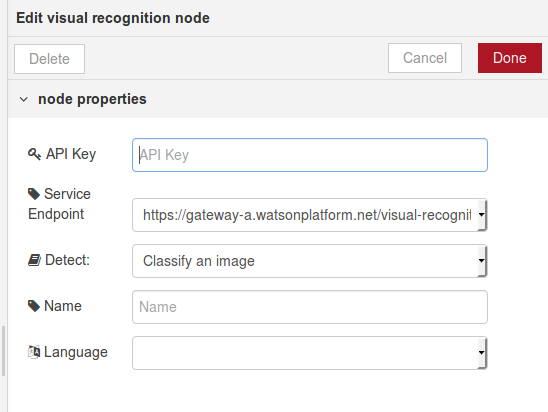 Edit visual recognition node
Delete
Cancel
Done
node properties
API Key
API Key
Service
Endpoint
https://gateway-a.watsonplatform.net/visual-recognit
Detect:
Classify an image
Name
Name
Language